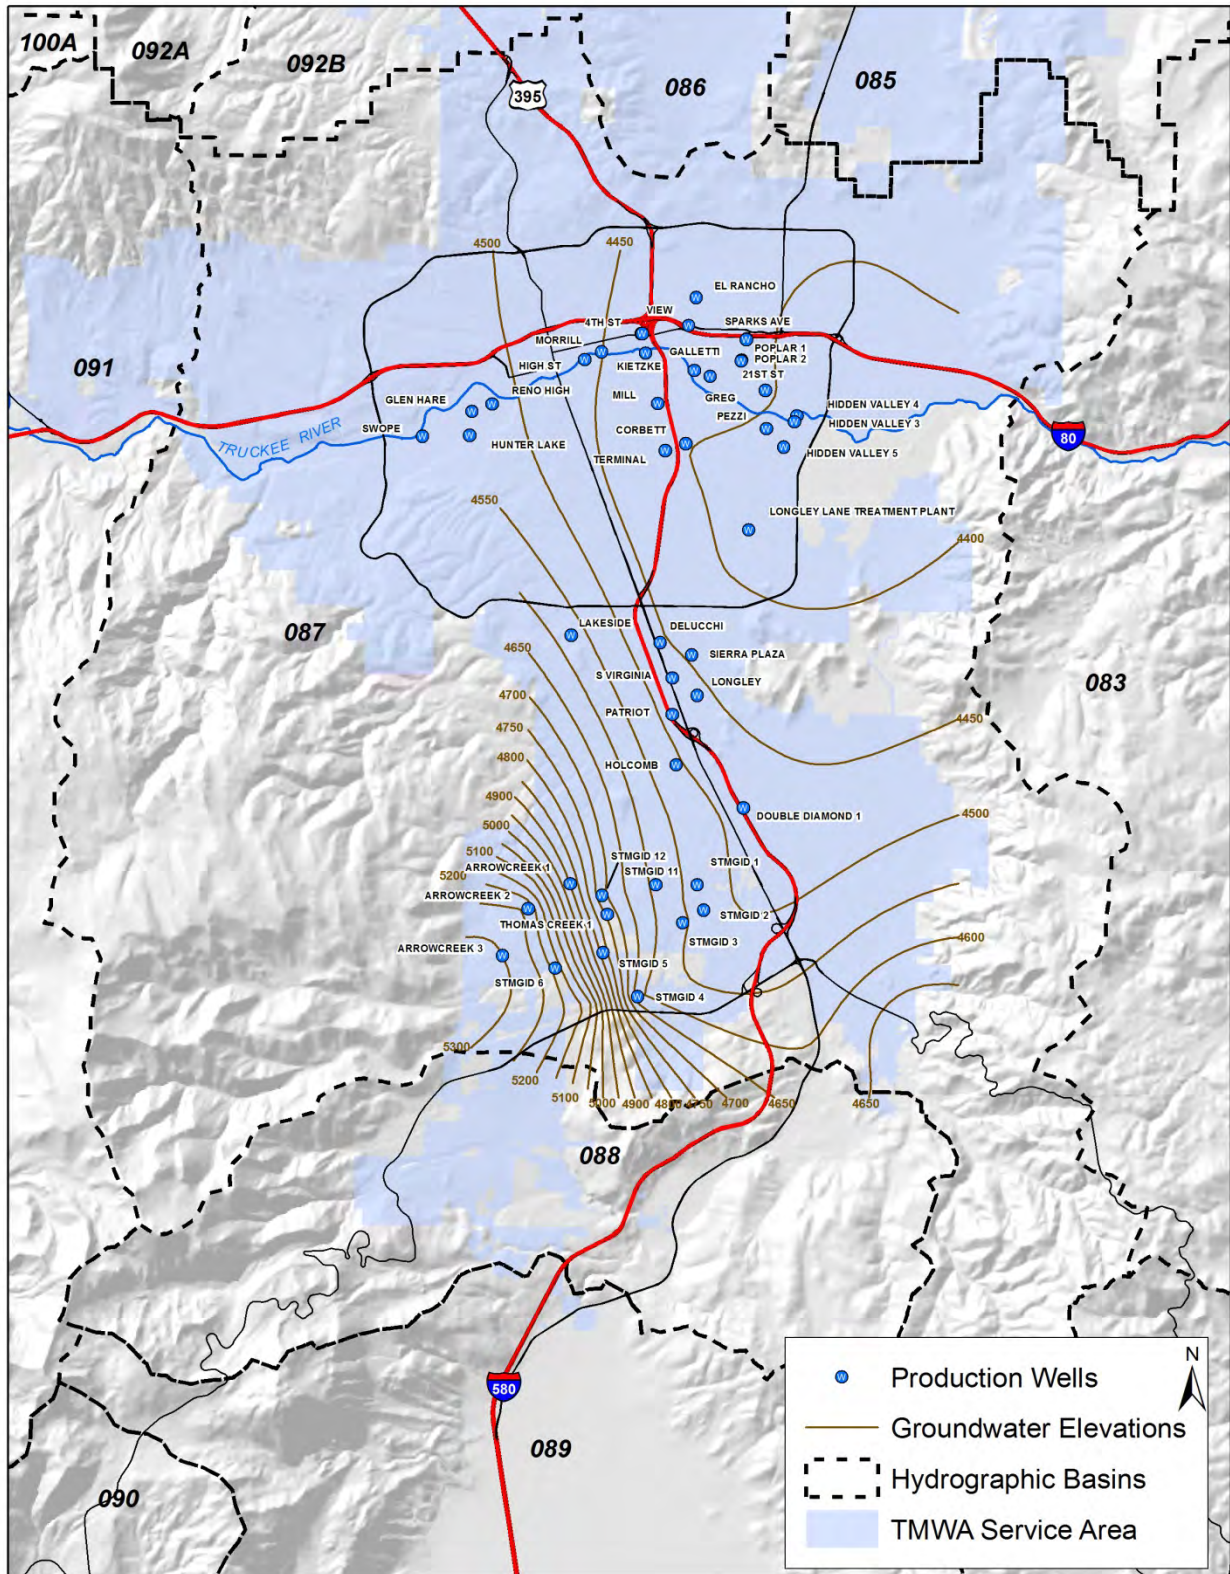 100A
092A
092B
395
086
085
4500
4450
EL RANCHO
VIEW
4TH ST
SPARKS AVE
MORRILL
POPLAR 1
GALLETTI
POPLAR 2
HIGH ST
KIETZKE
21ST ST
091
RENO HIGH
GLEN HARE
MILL
GREG
HIDDEN VALLEY 4
PEZZI
HIDDEN VALLEY 3
SWOPE
TRUCKEE RIVER
HUNTER LAKE
CORBETT
80
TERMINAL
HIDDEN VALLEY 5
4550
LONGLEY LANE TREATMENT PLANT
4400
LAKESIDE
DELUCCHI
087
4650
SIERRA PLAZA
S VIRGINIA
LONGLEY
083
4700
PATRIOT
4450
4750
4800
HOLCOMB
4900
DOUBLE DIAMOND 1
4500
5000
5100
STMGID 12
STMGID 1
ARROWCREEK 1
STMGID 11
5200
ARROWCREEK 2
THOMAS CREEK 1
STMGID 2
4600
STMGID 3
ARROWCREEK 3
STMGID 5
STMGID 6
STMGID 4
5300
5200
5100
5000
4900
4800
4750
4700
4650
4650
088
N
Production Wells
580
Groundwater Elevations
089
Hydrographic Basins
090
TMWA Service Area